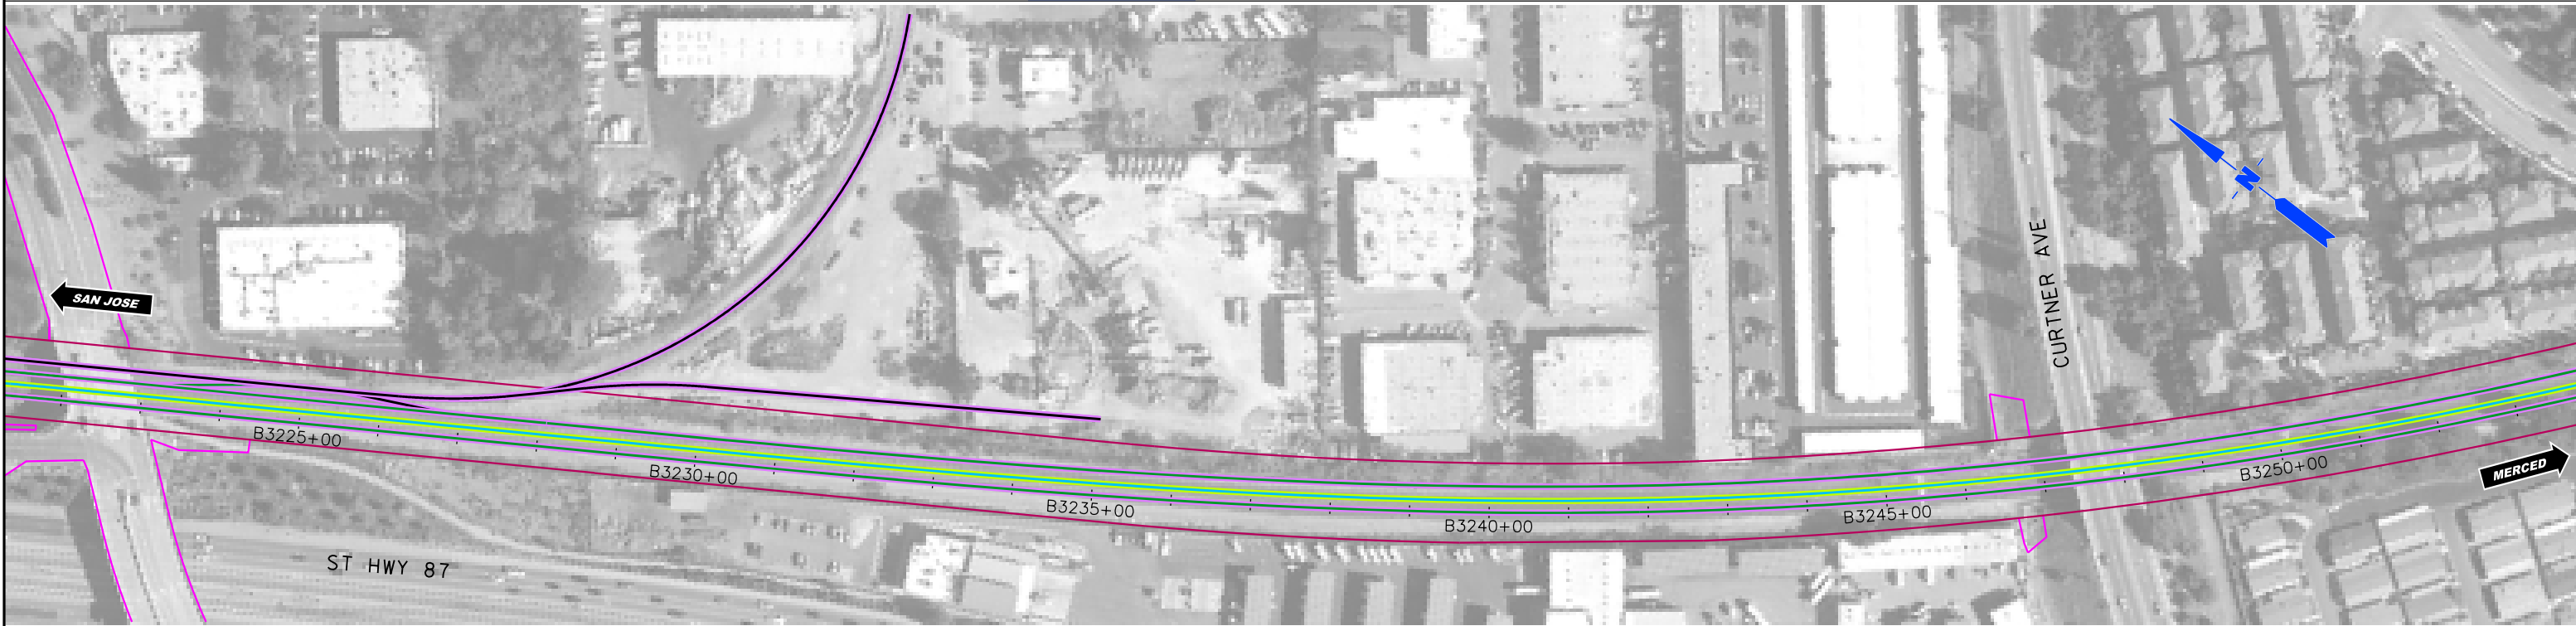 N
CURTNER AVE
SAN JOSE
B3225+00
B3230+00
B3235+00
B3240+00
B3245+00
B3250+00
MERCED
ST HWY 87